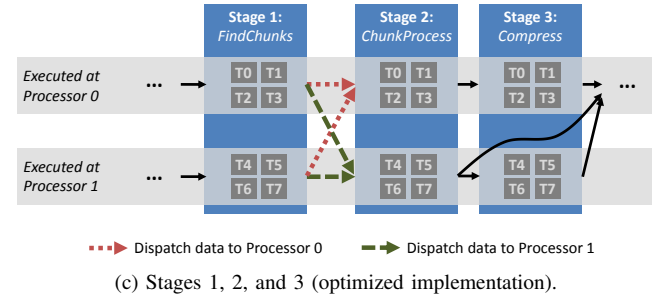 Stage 1:
FindChunks
Stage 2:
ChunkProcess
Stage 3:
Compress
Executed at
Processor 0
...
T0 T1
T2 T3
T0 T1
T2 T3
T0 T1
T2 T3
...
Executed at
Processor 1
...
T4 T5
T6 T7
T4 T5
T6 T7
T4 T5
T6 T7
Dispatch data to Processor 0
Dispatch data to Processor 1
(c) Stages 1, 2, and 3 (optimized implementation).